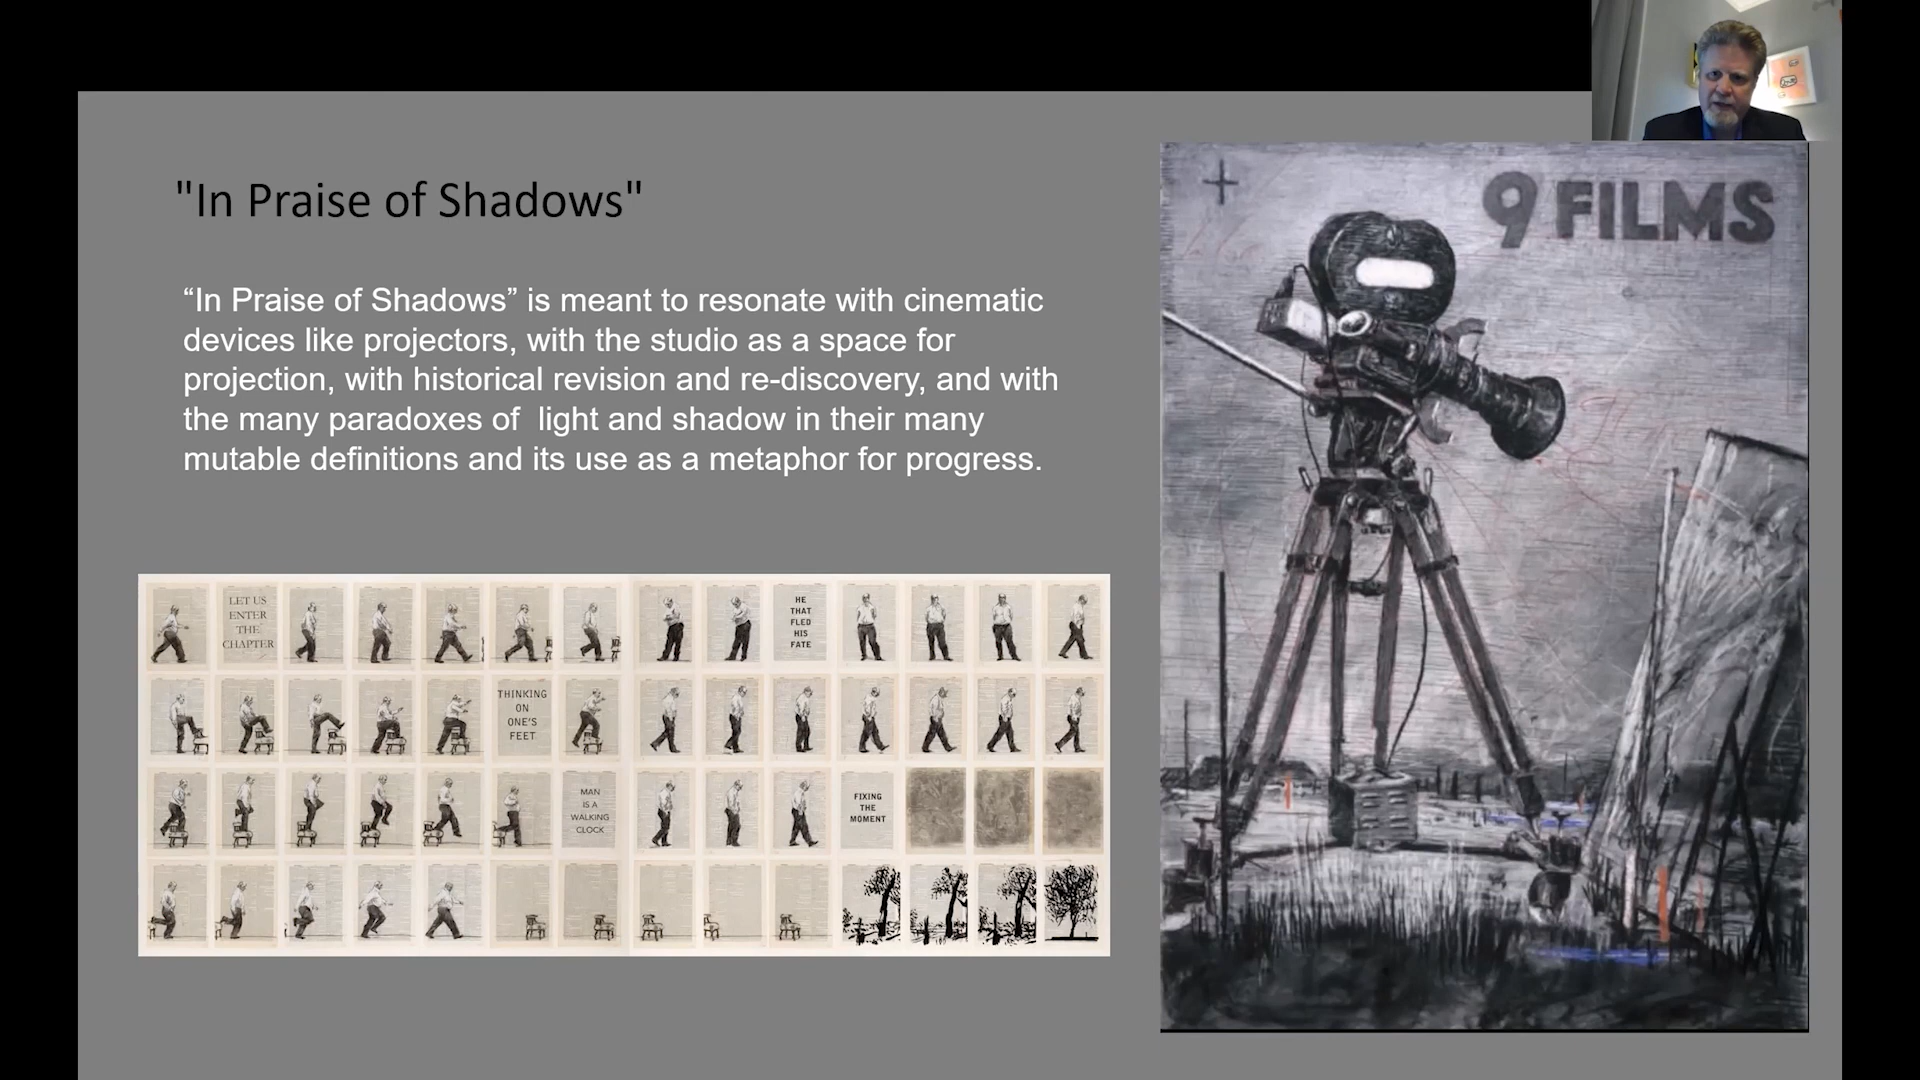 "In Praise of Shadows"
“In Praise of Shadows” is meant to resonate with cinematic
devices like projectors, with the studio as a space for
projection, with historical revision and re-discovery, and with
the many paradoxes of  light and shadow in their many
mutable definitions and its use as a metaphor for progress.
LET US
ENTER
THE
CHAPTER
HE
THAT
FLED
HIS
FATE
THINKING
ON
ONE'S
FEET
MAN
IS A
WALKING
CLOCK
FIXING
THE
MOMENT
9 FILMS